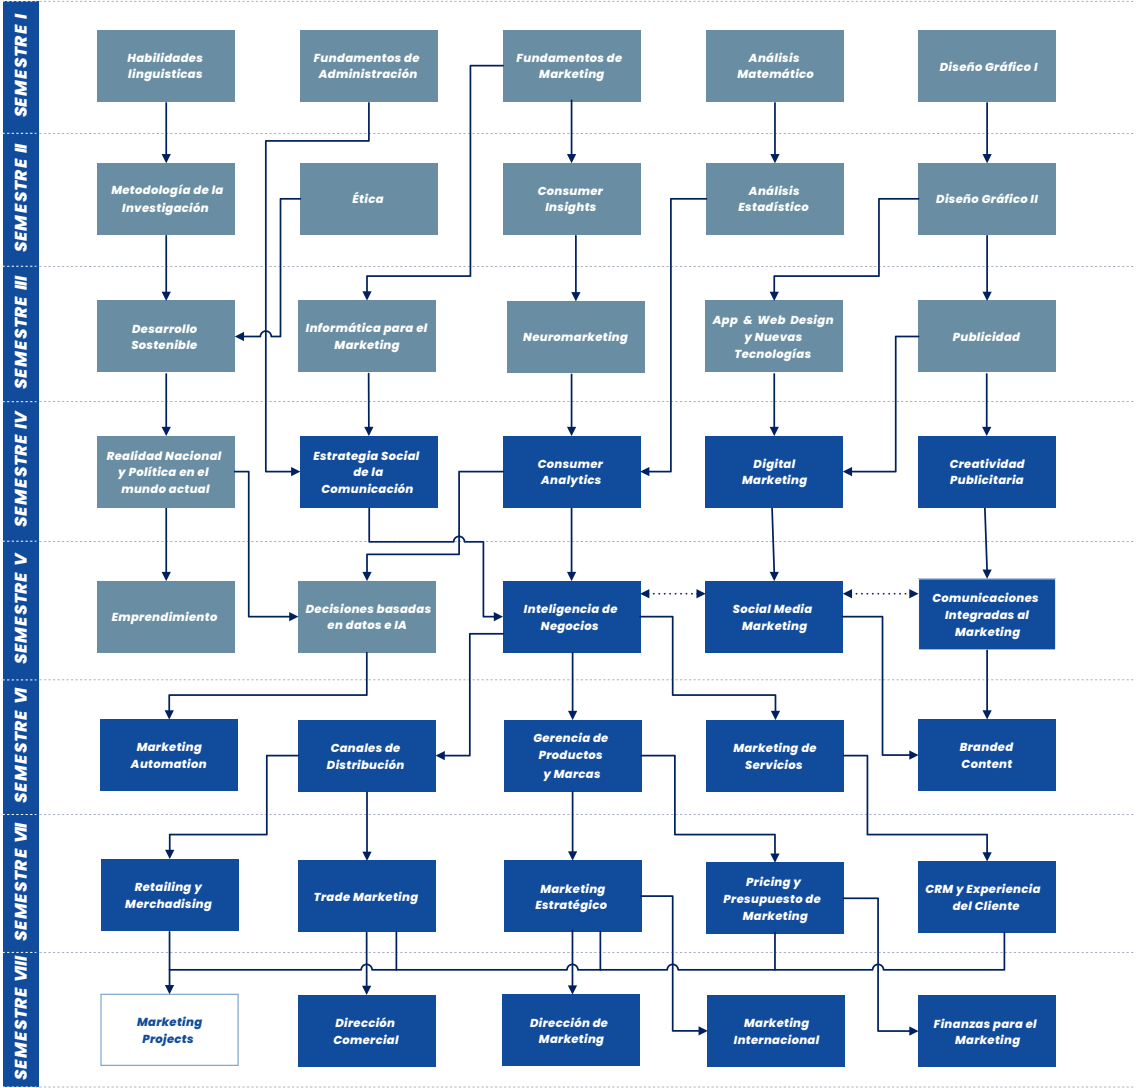 SEMESTRE I
Habilidades
linguisticas
Fundamentos de
Administración
Fundamentos de
Marketing
Análisis
Matemático
Diseño Gráfico I
SEMESTRE II
Metodología de la
Investigación
Ética
Consumer
Insights
Análisis
Estadístico
Diseño Gráfico II
SEMESTRE III
Desarrollo
Sostenible
Informática para el
Marketing
Neuromarketing
App & Web Design
y Nuevas
Tecnologías
Publicidad
SEMESTRE IV
Realidad Nacional
y Política en el
mundo actual
Estrategia Social
de la
Comunicación
Consumer
Analytics
Digital
Marketing
Creatividad
Publicitaria
SEMESTRE V
Emprendimiento
Decisiones basadas
en datos e IA
Inteligencia de
Negocios
Social Media
Marketing
Comunicaciones
Integradas al
Marketing
SEMESTRE VI
Marketing
Automation
Canales de
Distribución
Gerencia de
Productos
y Marcas
Marketing de
Servicios
Branded
Content
SEMESTRE VII
Retailing y
Merchadising
Trade Marketing
Marketing
Estratégico
Pricing y
Presupuesto de
Marketing
CRM y Experiencia
del Cliente
SEMESTRE VIII
Marketing
Projects
Dirección
Comercial
Dirección de
Marketing
Marketing
Internacional
Finanzas para el
Marketing